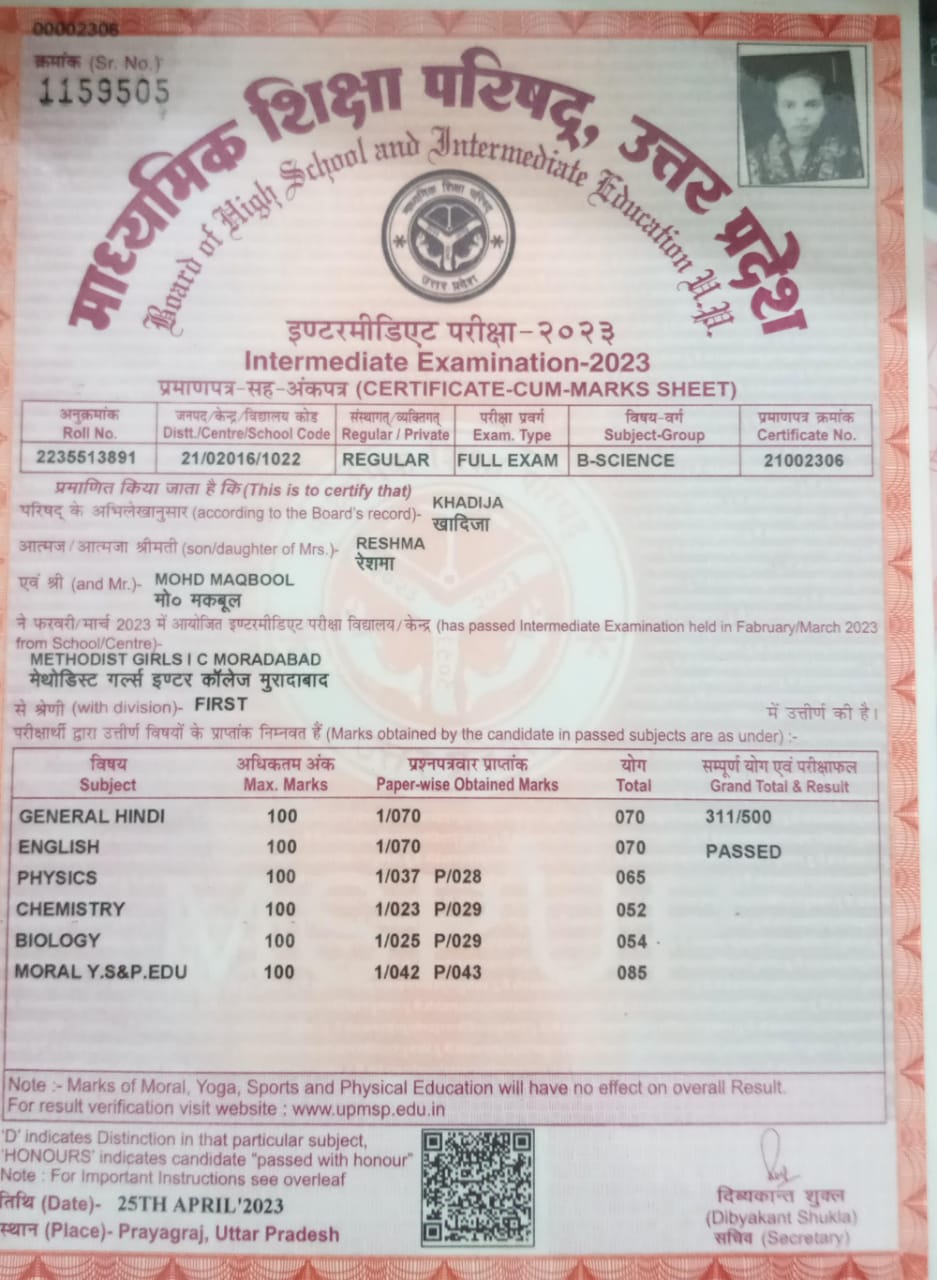 00002306
क्रमांक (Sr. No.)
1159505
माध्यमिक शिक्षा परिषद्, उत्तर प्रदेश
Board of High School and Intermediate Education U.P.
माध्यमिक शिक्षा परिषद्
उत्तर प्रदेश
इण्टरमीडिएट परीक्षा-२०२३
Intermediate Examination-2023
प्रमाणपत्र-सह-अंकपत्र (CERTIFICATE-CUM-MARKS SHEET)
अनुक्रमांक जनपद/केन्द्र/विद्यालय कोड संस्थागत्/व्यक्तिगत् परीक्षा प्रवर्ग विषय-वर्ग प्रमाणपत्र क्रमांक
Roll No. Distt./Centre/School Code Regular / Private Exam. Type Subject-Group Certificate No.
2235513891 21/02016/1022 REGULAR FULL EXAM B-SCIENCE 21002306
प्रमाणित किया जाता है कि (This is to certify that)
परिषद् के अभिलेखानुसार (according to the Board's record)- KHADIJA
खादिजा
आत्मज/आत्मजा श्रीमती (son/daughter of Mrs.)- RESHMA
रेशमा
एवं श्री (and Mr.)- MOHD MAQBOOL
मो० मकबूल
ने फरवरी/मार्च 2023 में आयोजित इण्टरमीडिएट परीक्षा विद्यालय/केन्द्र (has passed Intermediate Examination held in Fabruary/March 2023
from School/Centre)-
METHODIST GIRLS I C MORADABAD
मेथोडिस्ट गर्ल्स इण्टर कॉलेज मुरादाबाद
से श्रेणी (with division)- FIRST में उत्तीर्ण की है।
परीक्षार्थी द्वारा उत्तीर्ण विषयों के प्राप्तांक निम्नवत हैं (Marks obtained by the candidate in passed subjects are as under) :-
विषय अधिकतम अंक प्रश्नपत्रवार प्राप्तांक योग सम्पूर्ण योग एवं परीक्षाफल
Subject Max. Marks Paper-wise Obtained Marks Total Grand Total & Result
GENERAL HINDI 100 1/070 070 311/500
ENGLISH 100 1/070 070 PASSED
PHYSICS 100 1/037 P/028 065
CHEMISTRY 100 1/023 P/029 052
BIOLOGY 100 1/025 P/029 054
MORAL Y.S&P.EDU 100 1/042 P/043 085
Note :- Marks of Moral, Yoga, Sports and Physical Education will have no effect on overall Result.
For result verification visit website : www.upmsp.edu.in
'D' indicates Distinction in that particular subject,
'HONOURS' indicates candidate "passed with honour"
Note : For Important Instructions see overleaf
तिथि (Date)- 25TH APRIL'2023
स्थान (Place)- Prayagraj, Uttar Pradesh
दिब्यकान्त शुक्ल
(Dibyakant Shukla)
सचिव (Secretary)